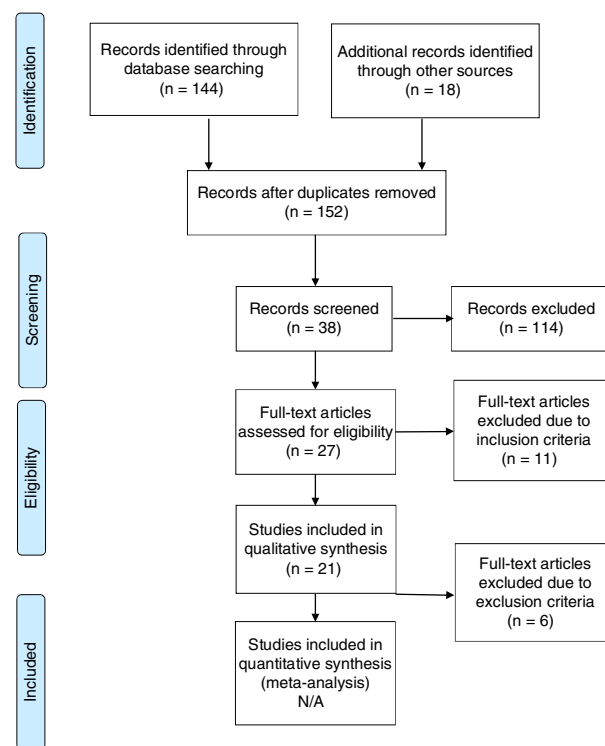 Identification
Records identified through
database searching
(n = 144)
Additional records identified
through other sources
(n = 18)
Records after duplicates removed
(n = 152)
Screening
Records screened
(n = 38)
Records excluded
(n = 114)
Eligibility
Full-text articles
assessed for eligibility
(n = 27)
Full-text articles
excluded due to
inclusion criteria
(n = 11)
Studies included in
qualitative synthesis
(n = 21)
Full-text articles
excluded due to
exclusion criteria
(n = 6)
Included
Studies included in
quantitative synthesis
(meta-analysis)
N/A